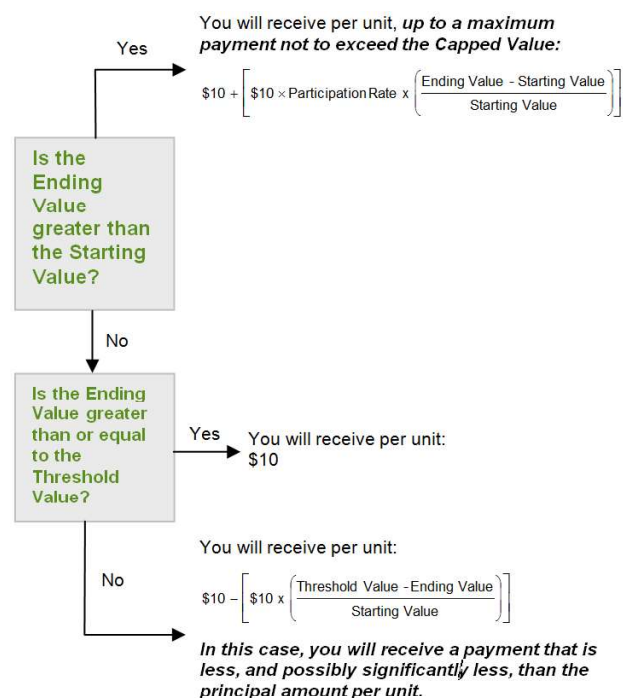 You will receive per unit, up to a maximum
payment not to exceed the Capped Value:
Yes
$10 + [ $10 × Participation Rate x ( Ending Value - Starting Value
Starting Value ) ]
Is the
Ending
Value
greater than
the Starting
Value?
No
Is the Ending
Value greater
than or equal
to the
Threshold
Value?
Yes
You will receive per unit:
$10
You will receive per unit:
No
$10 – [ $10 x ( Threshold Value - Ending Value
Starting Value ) ]
In this case, you will receive a payment that is
less, and possibly significantly less, than the
principal amount per unit.